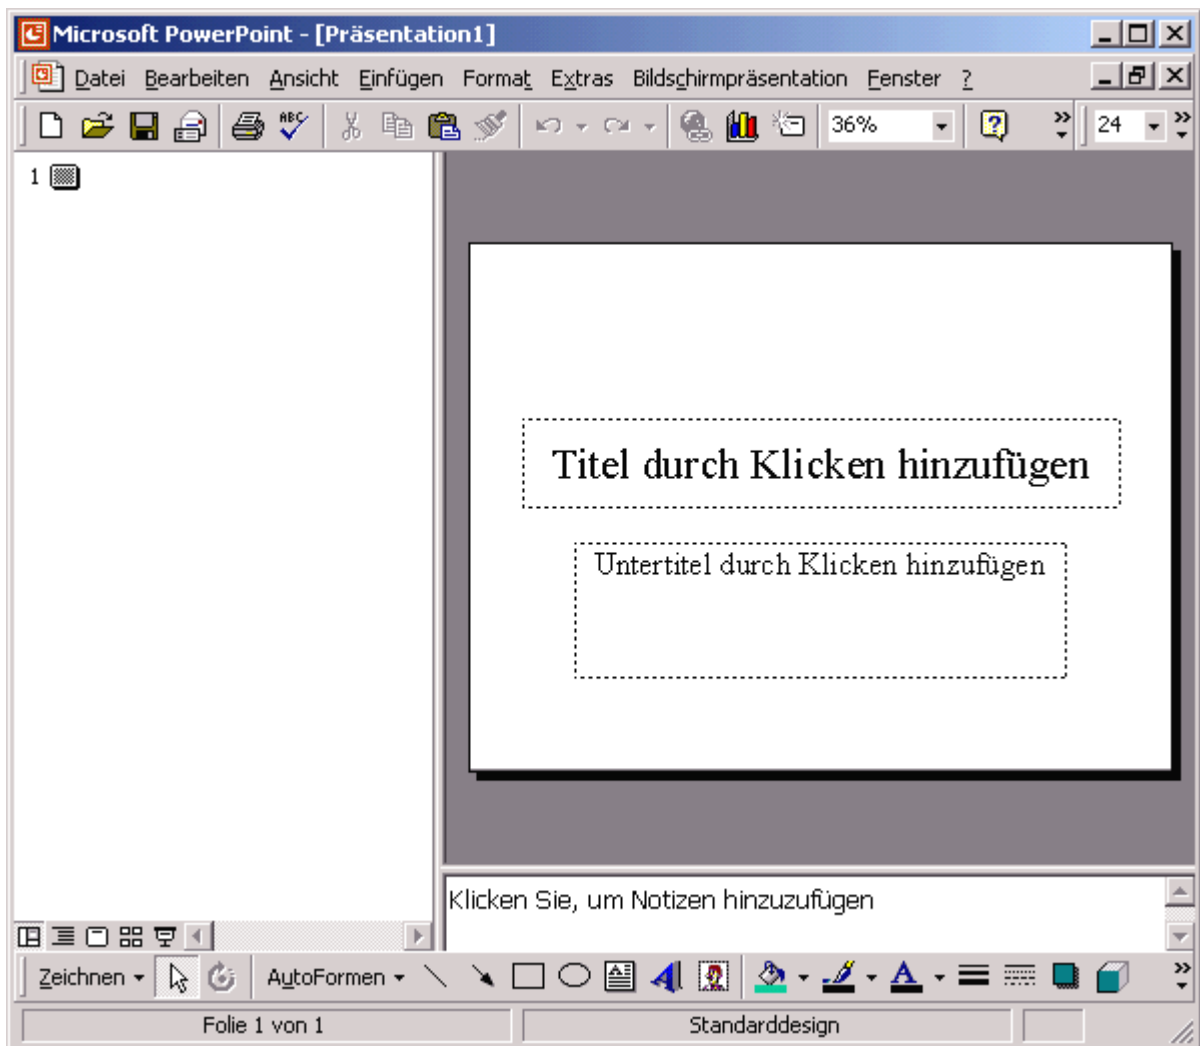 Microsoft PowerPoint - [Präsentation1]
Datei Bearbeiten Ansicht Einfügen Format Extras Bildschirmpräsentation Fenster ?
ABC 36% ? 24
1
Titel durch Klicken hinzufügen
Untertitel durch Klicken hinzufügen
Klicken Sie, um Notizen hinzuzufügen
Zeichnen AutoFormen A A
Folie 1 von 1 Standarddesign